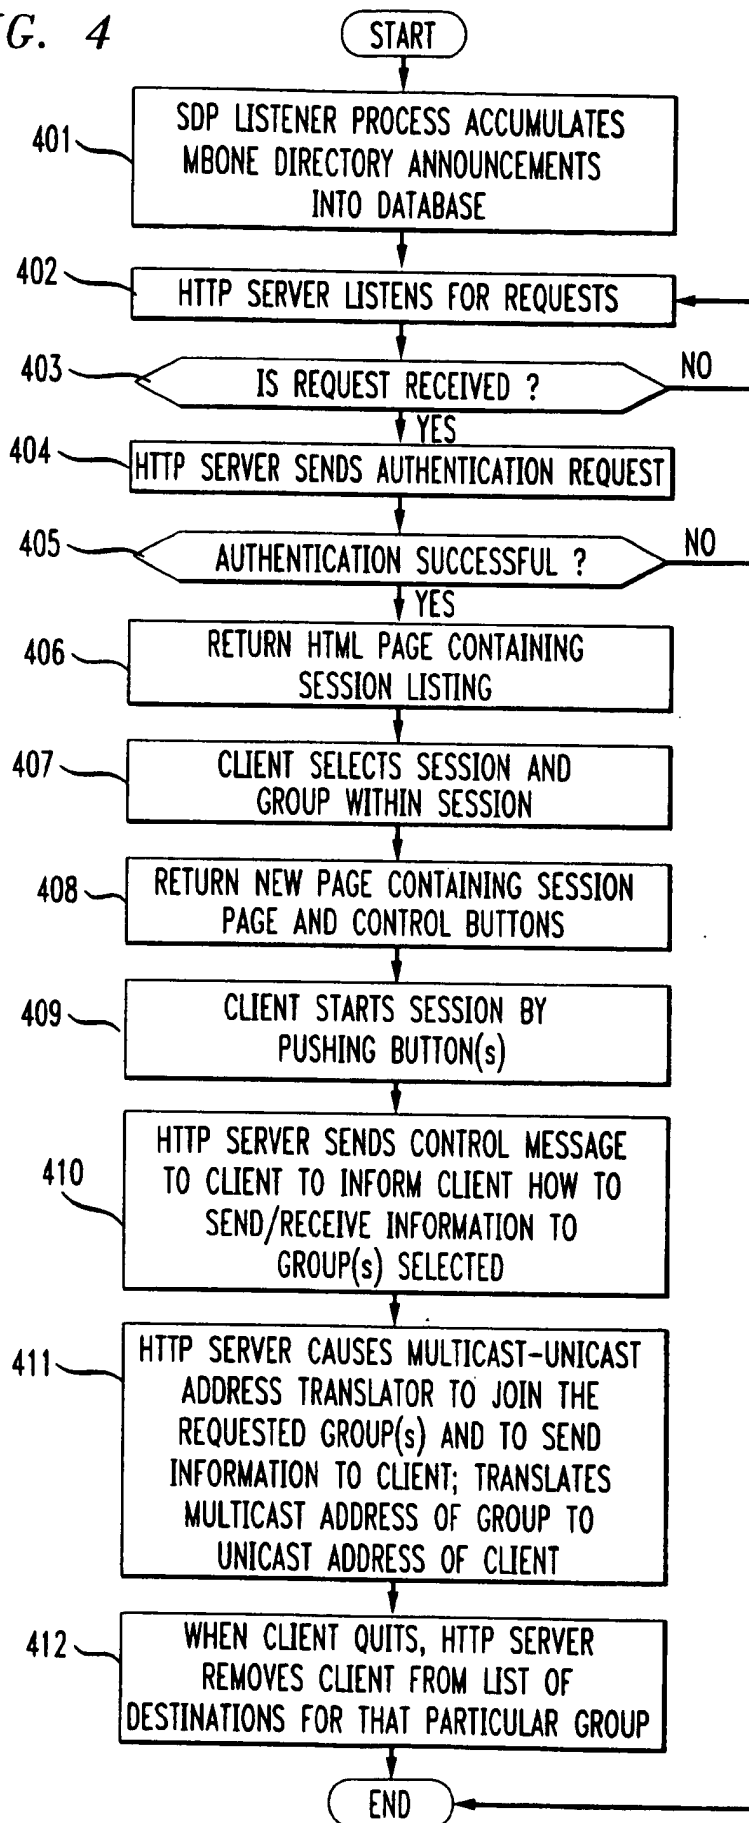 G. 4
START
401
SDP LISTENER PROCESS ACCUMULATES
MBONE DIRECTORY ANNOUNCEMENTS
INTO DATABASE
402
HTTP SERVER LISTENS FOR REQUESTS
403
IS REQUEST RECEIVED ?
NO
YES
404
HTTP SERVER SENDS AUTHENTICATION REQUEST
405
AUTHENTICATION SUCCESSFUL ?
NO
YES
406
RETURN HTML PAGE CONTAINING
SESSION LISTING
407
CLIENT SELECTS SESSION AND
GROUP WITHIN SESSION
408
RETURN NEW PAGE CONTAINING SESSION
PAGE AND CONTROL BUTTONS
409
CLIENT STARTS SESSION BY
PUSHING BUTTON(s)
410
HTTP SERVER SENDS CONTROL MESSAGE
TO CLIENT TO INFORM CLIENT HOW TO
SEND/RECEIVE INFORMATION TO
GROUP(s) SELECTED
411
HTTP SERVER CAUSES MULTICAST-UNICAST
ADDRESS TRANSLATOR TO JOIN THE
REQUESTED GROUP(s) AND TO SEND
INFORMATION TO CLIENT; TRANSLATES
MULTICAST ADDRESS OF GROUP TO
UNICAST ADDRESS OF CLIENT
412
WHEN CLIENT QUITS, HTTP SERVER
REMOVES CLIENT FROM LIST OF
DESTINATIONS FOR THAT PARTICULAR GROUP
END